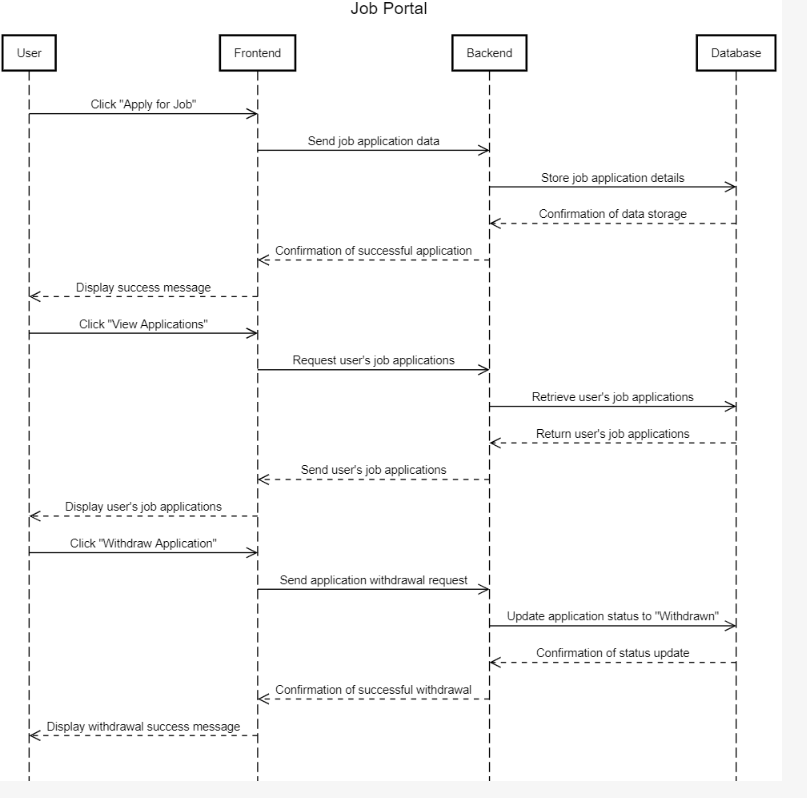 Job Portal
User
Frontend
Backend
Database
Click "Apply for Job"
Send job application data
Store job application details
Confirmation of data storage
Confirmation of successful application
Display success message
Click "View Applications"
Request user's job applications
Retrieve user's job applications
Return user's job applications
Send user's job applications
Display user's job applications
Click "Withdraw Application"
Send application withdrawal request
Update application status to "Withdrawn"
Confirmation of status update
Confirmation of successful withdrawal
Display withdrawal success message